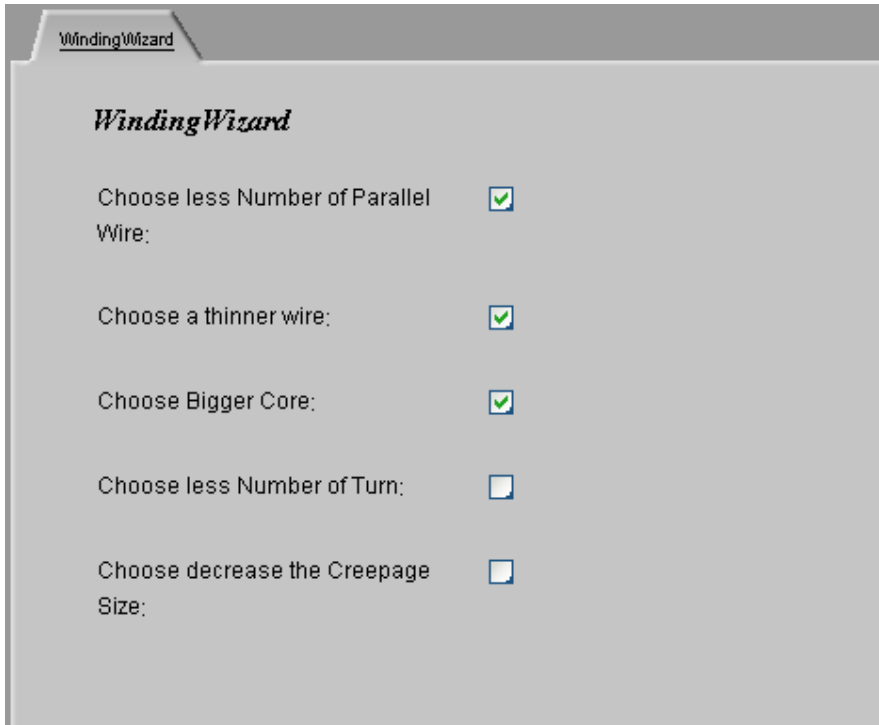 WindingWizard
WindingWizard
Choose less Number of Parallel
Wire:
Choose a thinner wire:
Choose Bigger Core:
Choose less Number of Turn:
Choose decrease the Creepage
Size: